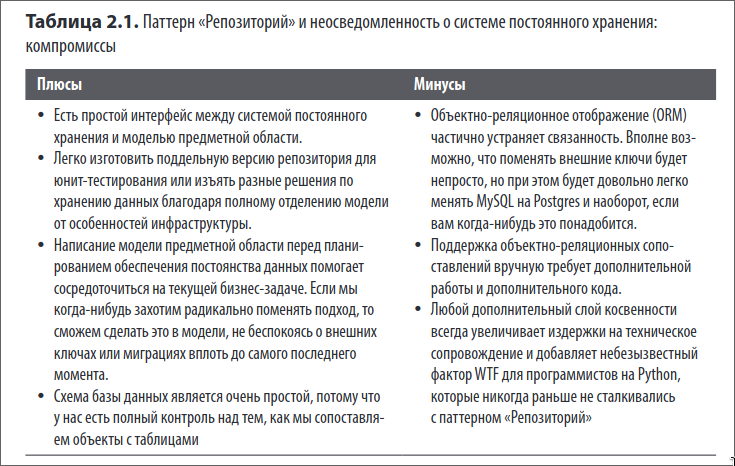 Таблица 2.1. Паттерн «Репозиторий» и неосведомленность о системе постоянного хранения:
компромиссы
Плюсы
• Есть простой интерфейс между системой постоянного
хранения и моделью предметной области.
• Легко изготовить поддельную версию репозитория для
юнит-тестирования или изъять разные решения по
хранению данных благодаря полному отделению модели
от особенностей инфраструктуры.
• Написание модели предметной области перед плани-
рованием обеспечения постоянства данных помогает
сосредоточиться на текущей бизнес-задаче. Если мы
когда-нибудь захотим радикально поменять подход, то
сможем сделать это в модели, не беспокоясь о внешних
ключах или миграциях вплоть до самого последнего
момента.
• Схема базы данных является очень простой, потому что
у нас есть полный контроль над тем, как мы сопоставля-
ем объекты с таблицами
Минусы
• Объектно-реляционное отображение (ORM)
частично устраняет связанность. Вполне воз-
можно, что поменять внешние ключи будет
непросто, но при этом будет довольно легко
менять MySQL на Postgres и наоборот, если
вам когда-нибудь это понадобится.
• Поддержка объектно-реляционных сопо-
ставлений вручную требует дополнительной
работы и дополнительного кода.
• Любой дополнительный слой косвенности
всегда увеличивает издержки на техническое
сопровождение и добавляет небезызвестный
фактор WTF для программистов на Python,
которые никогда раньше не сталкивались
с паттерном «Репозиторий»